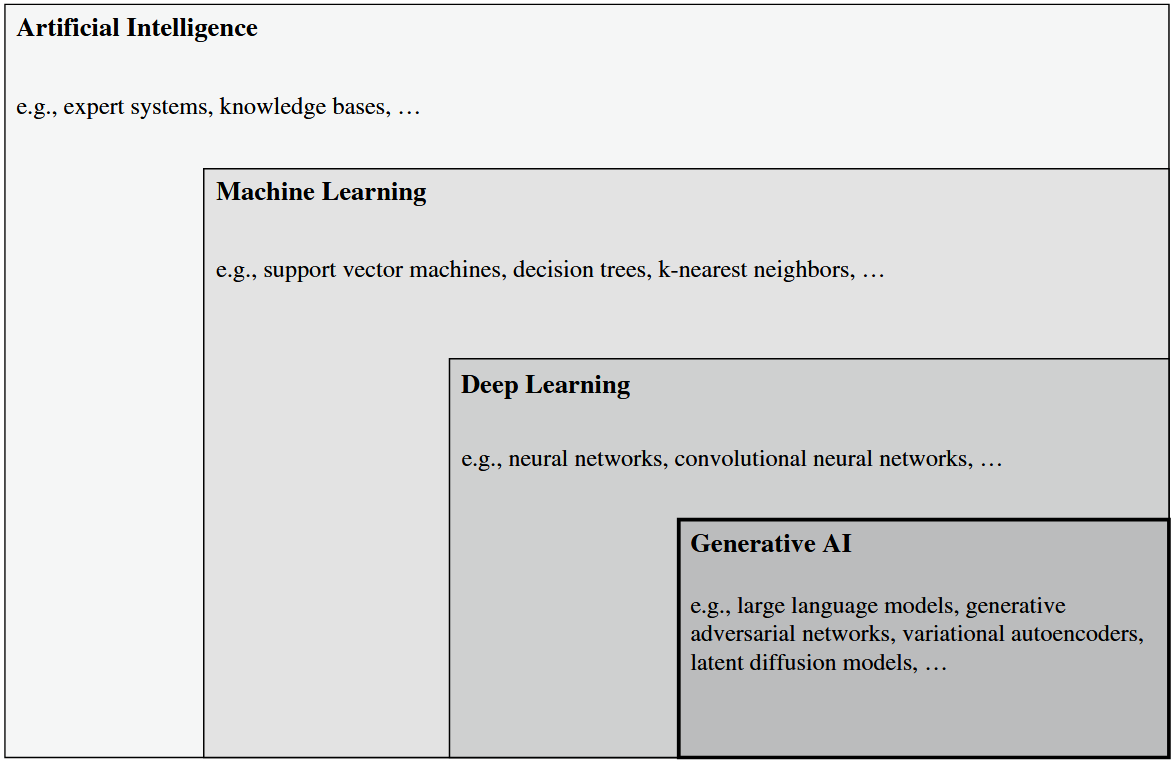 Artificial Intelligence
e.g., expert systems, knowledge bases, …
Machine Learning
e.g., support vector machines, decision trees, k-nearest neighbors, …
Deep Learning
e.g., neural networks, convolutional neural networks, …
Generative AI
e.g., large language models, generative
adversarial networks, variational autoencoders,
latent diffusion models, …